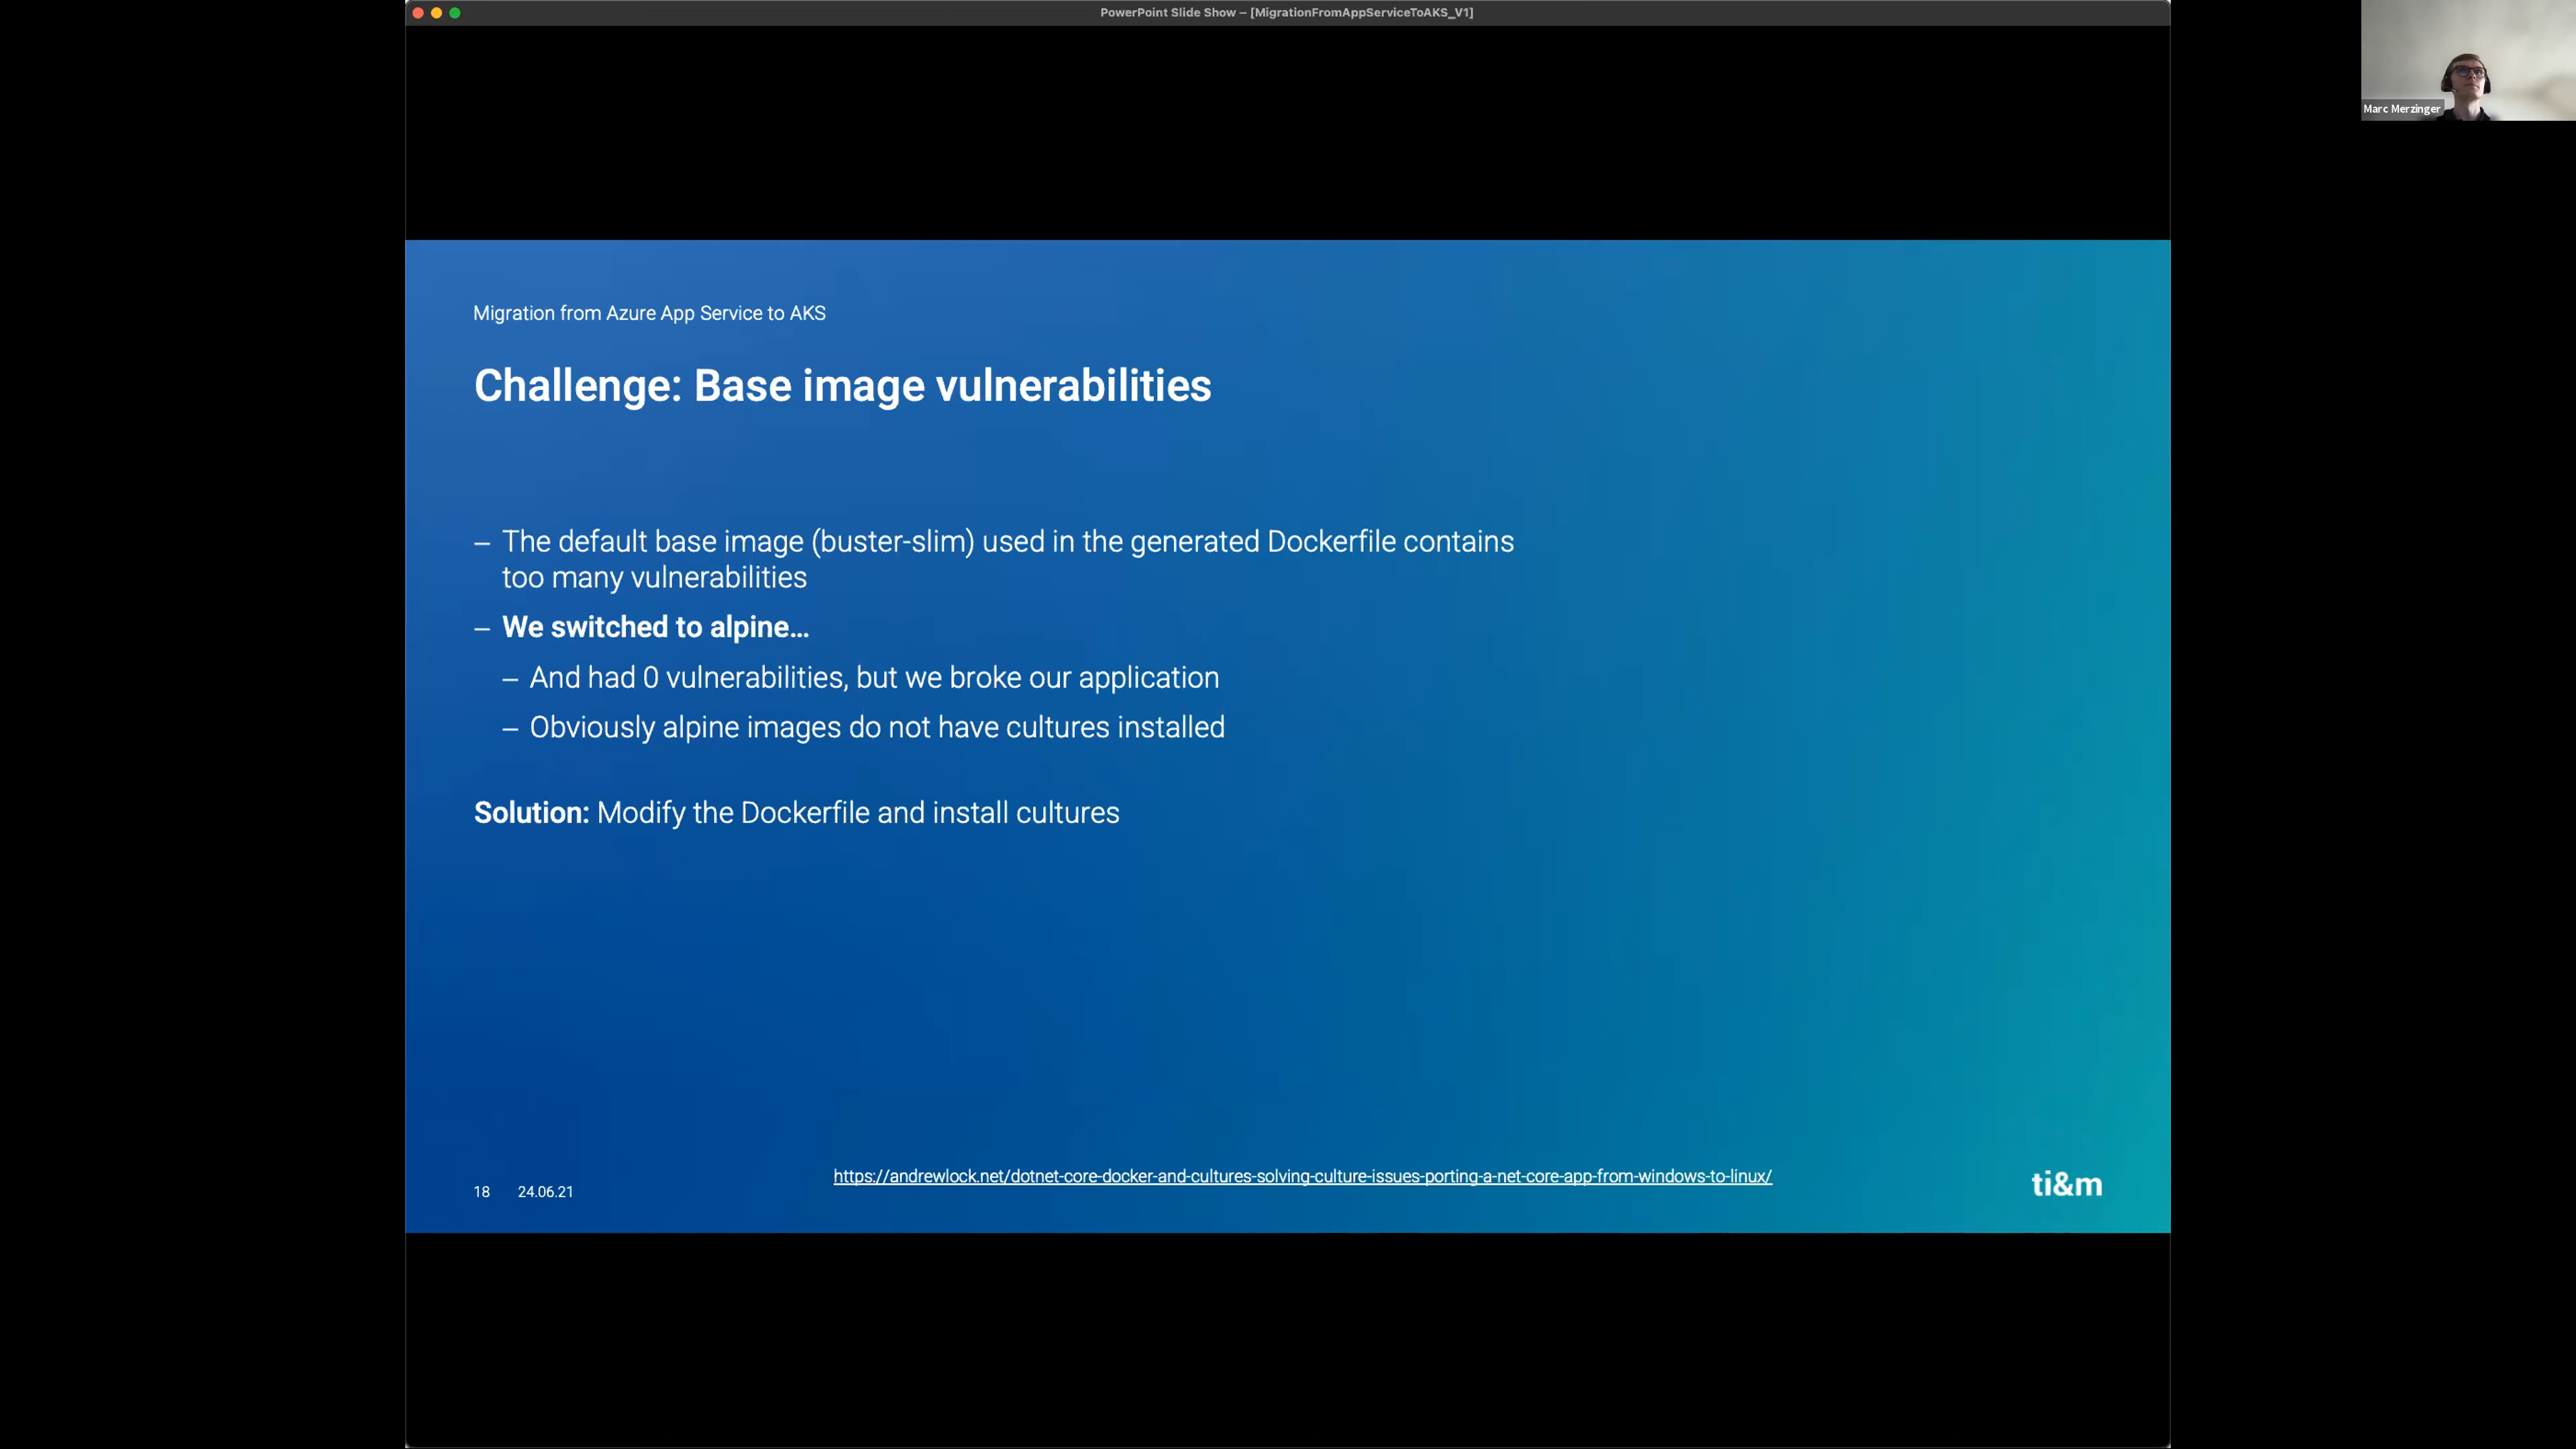 PowerPoint Slide Show – [MigrationFromAppServiceToAKS_V1]
Marc Merzinger
Migration from Azure App Service to AKS
Challenge: Base image vulnerabilities
– The default base image (buster-slim) used in the generated Dockerfile contains
too many vulnerabilities
– We switched to alpine...
– And had 0 vulnerabilities, but we broke our application
– Obviously alpine images do not have cultures installed
Solution: Modify the Dockerfile and install cultures
https://andrewlock.net/dotnet-core-docker-and-cultures-solving-culture-issues-porting-a-net-core-app-from-windows-to-linux/
18 24.06.21
ti&m